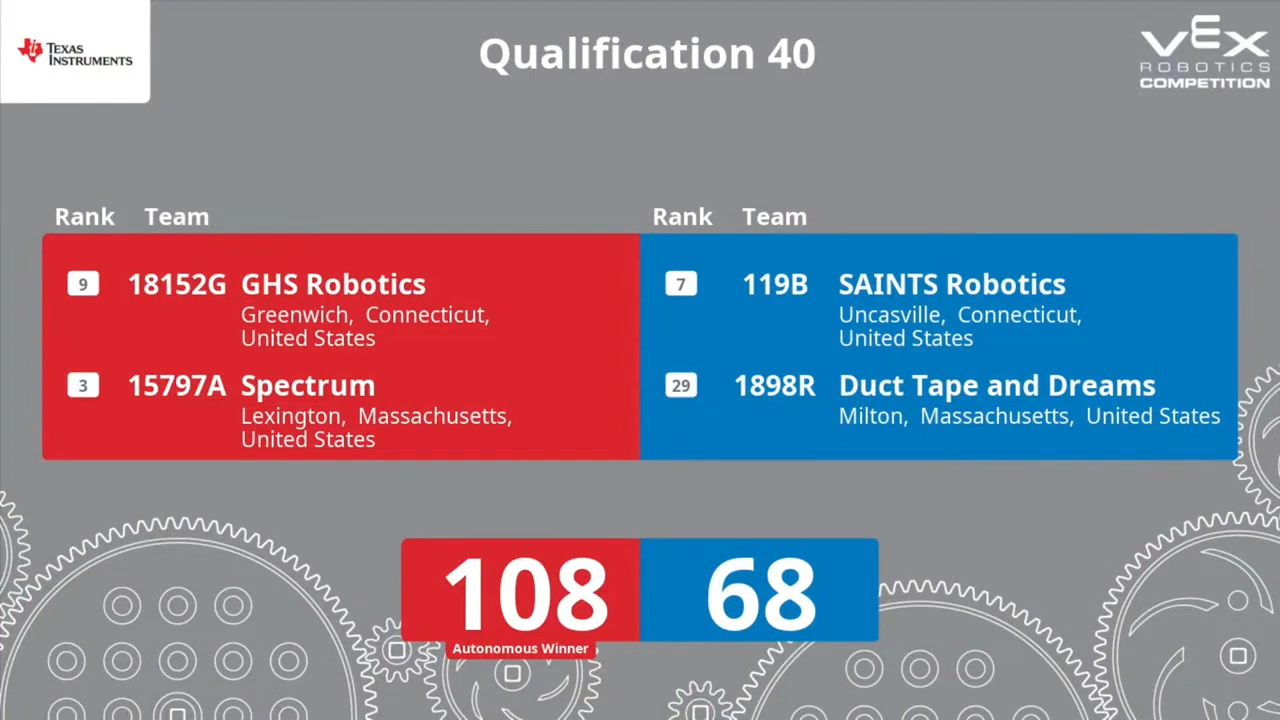 TEXAS
INSTRUMENTS
Qualification 40
VEX
ROBOTICS
COMPETITION
Rank Team
9 18152G GHS Robotics
Greenwich, Connecticut,
United States
3 15797A Spectrum
Lexington, Massachusetts,
United States
Rank Team
7 119B SAINTS Robotics
Uncasville, Connecticut,
United States
29 1898R Duct Tape and Dreams
Milton, Massachusetts, United States
108 68
Autonomous Winner